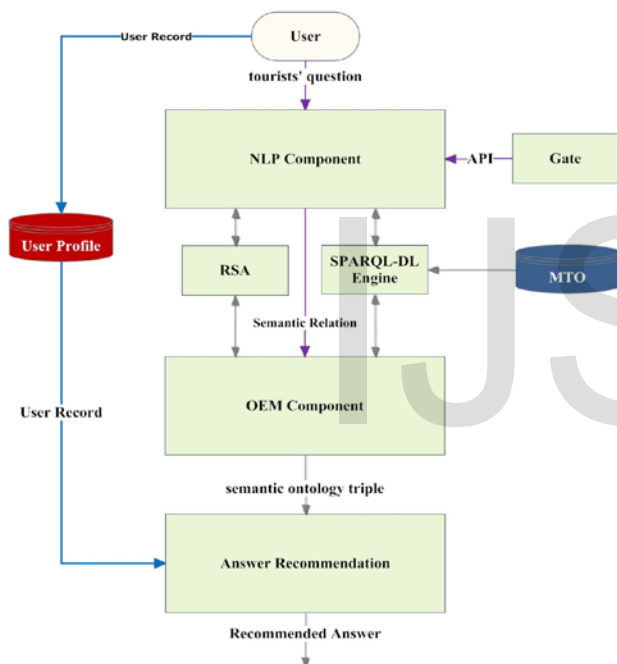 User Record
User
tourists' question
NLP Component
API
Gate
User Profile
RSA
SPARQL-DL
Engine
MTO
Semantic Relation
OEM Component
User Record
semantic ontology triple
Answer Recommendation
Recommended Answer
IJS